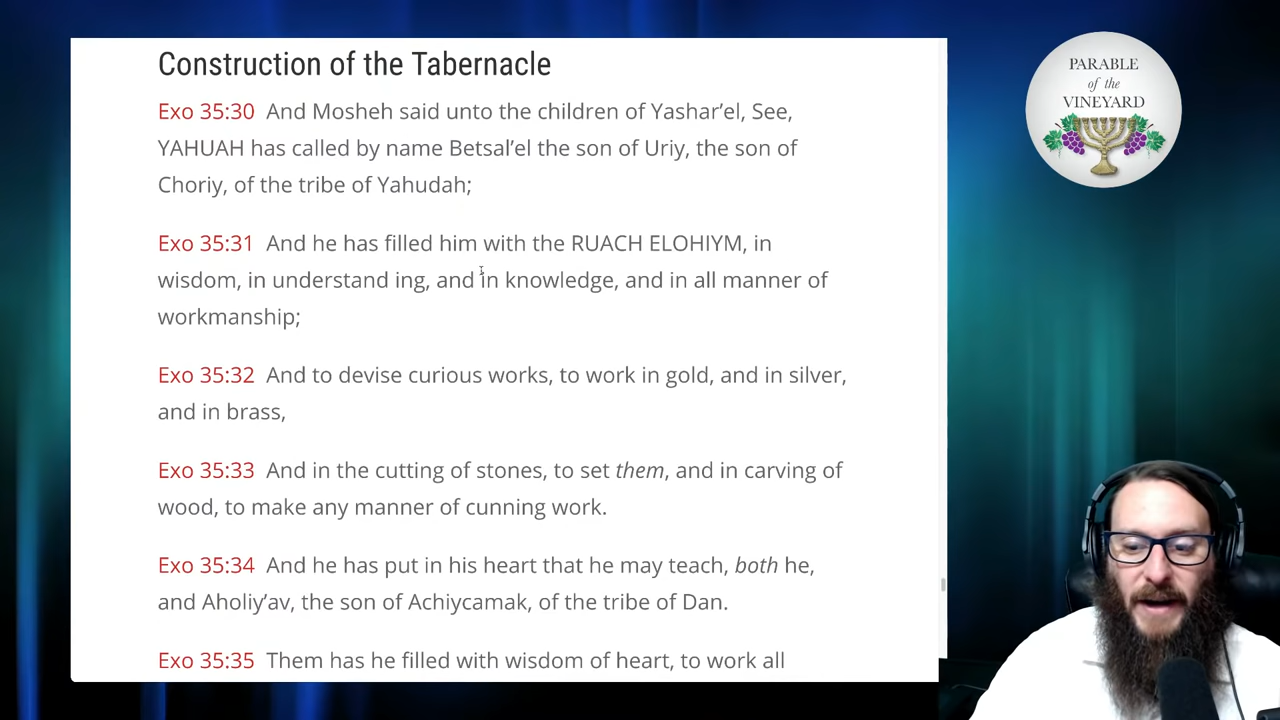 Construction of the Tabernacle
Exo 35:30 And Mosheh said unto the children of Yashar’el, See,
YAHUAH has called by name Betsal’el the son of Uriy, the son of
Choriy, of the tribe of Yahudah;
Exo 35:31 And he has filled him with the RUACH ELOHIYM, in
wisdom, in understand ing, and in knowledge, and in all manner of
workmanship;
Exo 35:32 And to devise curious works, to work in gold, and in silver,
and in brass,
Exo 35:33 And in the cutting of stones, to set them, and in carving of
wood, to make any manner of cunning work.
Exo 35:34 And he has put in his heart that he may teach, both he,
and Aholiy’av, the son of Achiycamak, of the tribe of Dan.
Exo 35:35 Them has he filled with wisdom of heart, to work all
PARABLE
of the
VINEYARD